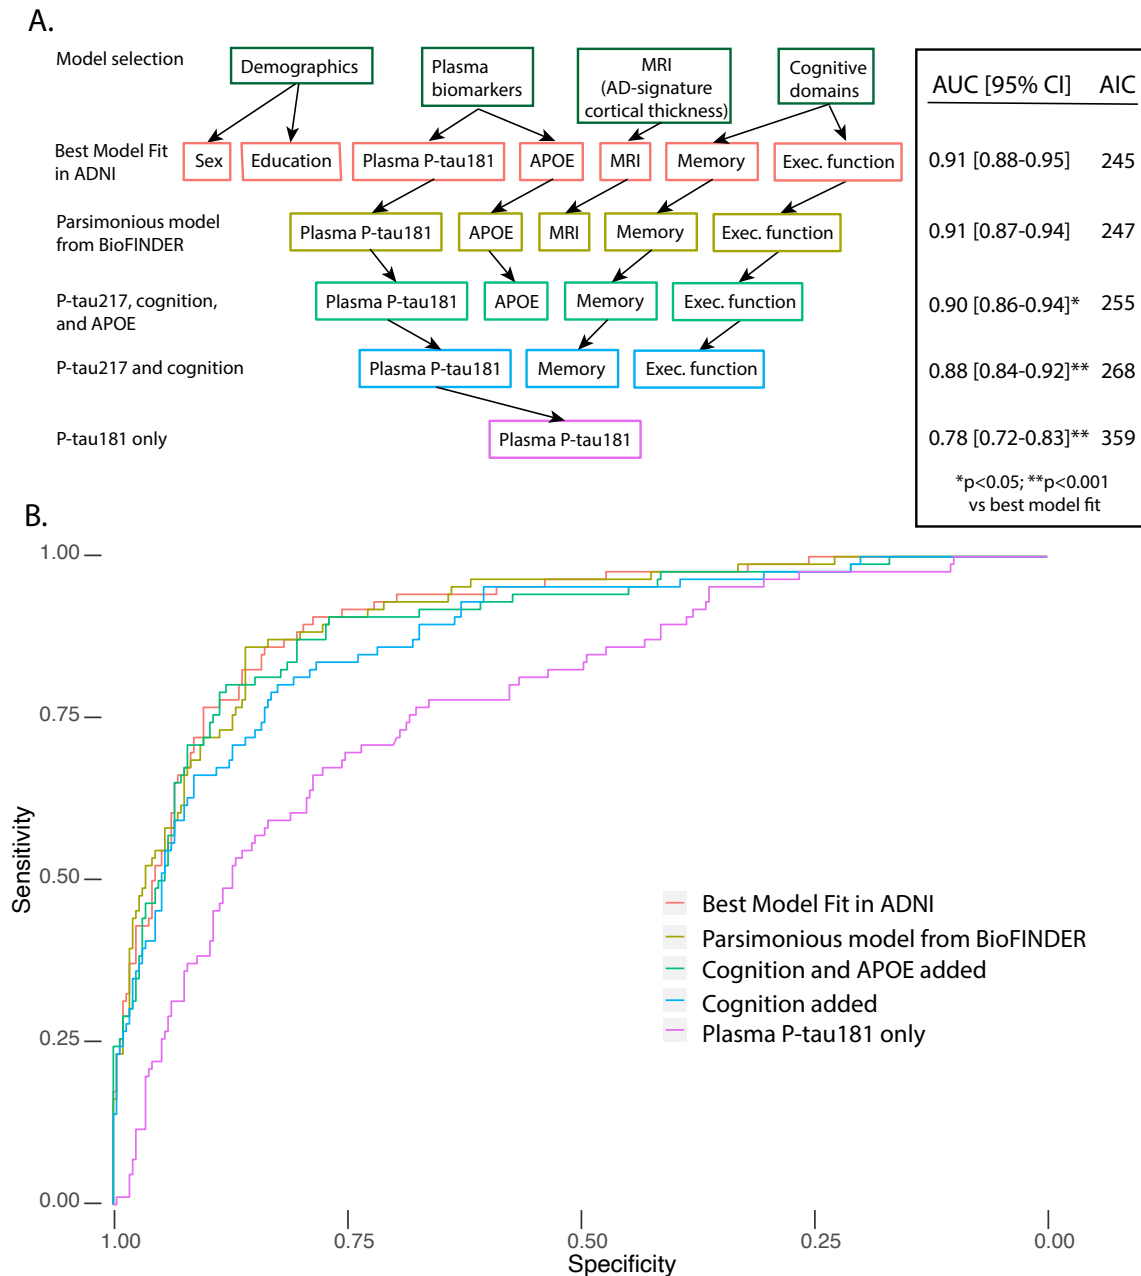 A.
Model selection
Demographics
Plasma
biomarkers
MRI
(AD-signature
cortical thickness)
Cognitive
domains
AUC [95% CI] AIC
Best Model Fit
in ADNI
Sex
Education
Plasma P-tau181
APOE
MRI
Memory
Exec. function
0.91 [0.88-0.95] 245
Parsimonious model
from BioFINDER
Plasma P-tau181
APOE
MRI
Memory
Exec. function
0.91 [0.87-0.94] 247
P-tau217, cognition,
and APOE
Plasma P-tau181
APOE
Memory
Exec. function
0.90 [0.86-0.94]* 255
P-tau217 and cognition
Plasma P-tau181
Memory
Exec. function
0.88 [0.84-0.92]** 268
P-tau181 only
Plasma P-tau181
0.78 [0.72-0.83]** 359
*p<0.05; **p<0.001
vs best model fit
B.
1.00
0.75
0.50
0.25
0.00
Sensitivity
Best Model Fit in ADNI
Parsimonious model from BioFINDER
Cognition and APOE added
Cognition added
Plasma P-tau181 only
1.00 0.75 0.50 0.25 0.00
Specificity